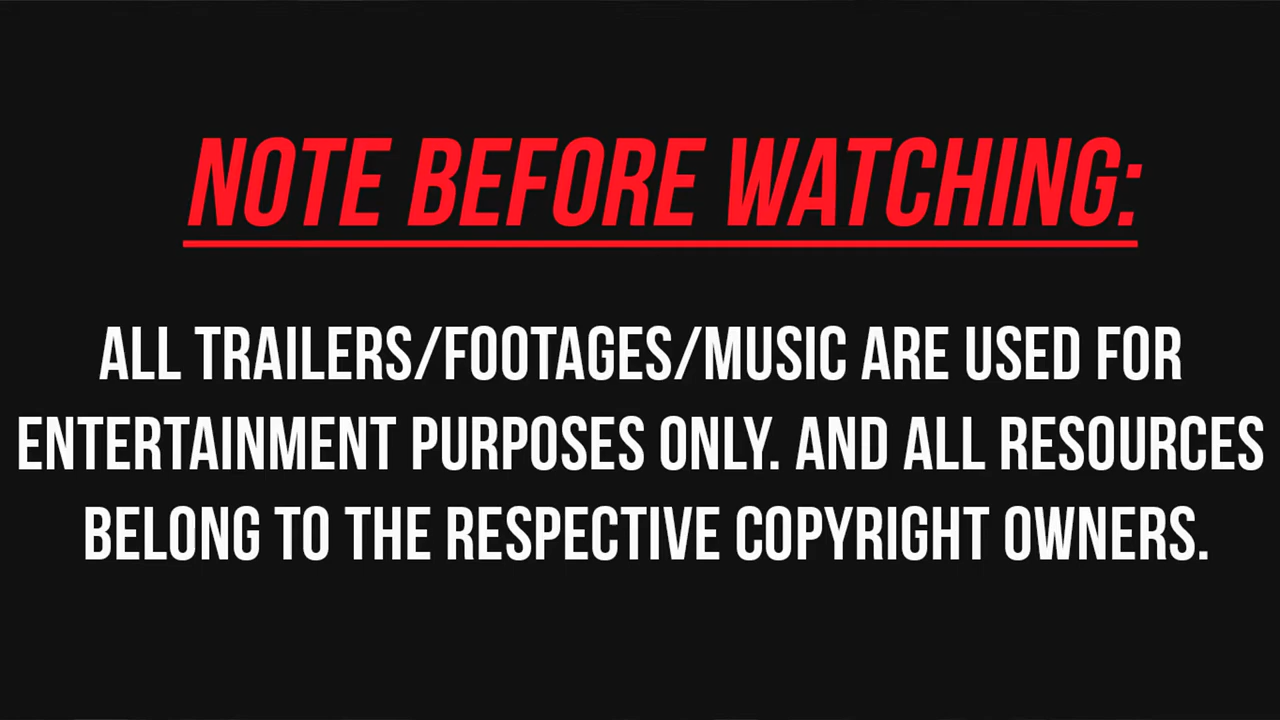 NOTE BEFORE WATCHING:
ALL TRAILERS/FOOTAGES/MUSIC ARE USED FOR
ENTERTAINMENT PURPOSES ONLY. AND ALL RESOURCES
BELONG TO THE RESPECTIVE COPYRIGHT OWNERS.